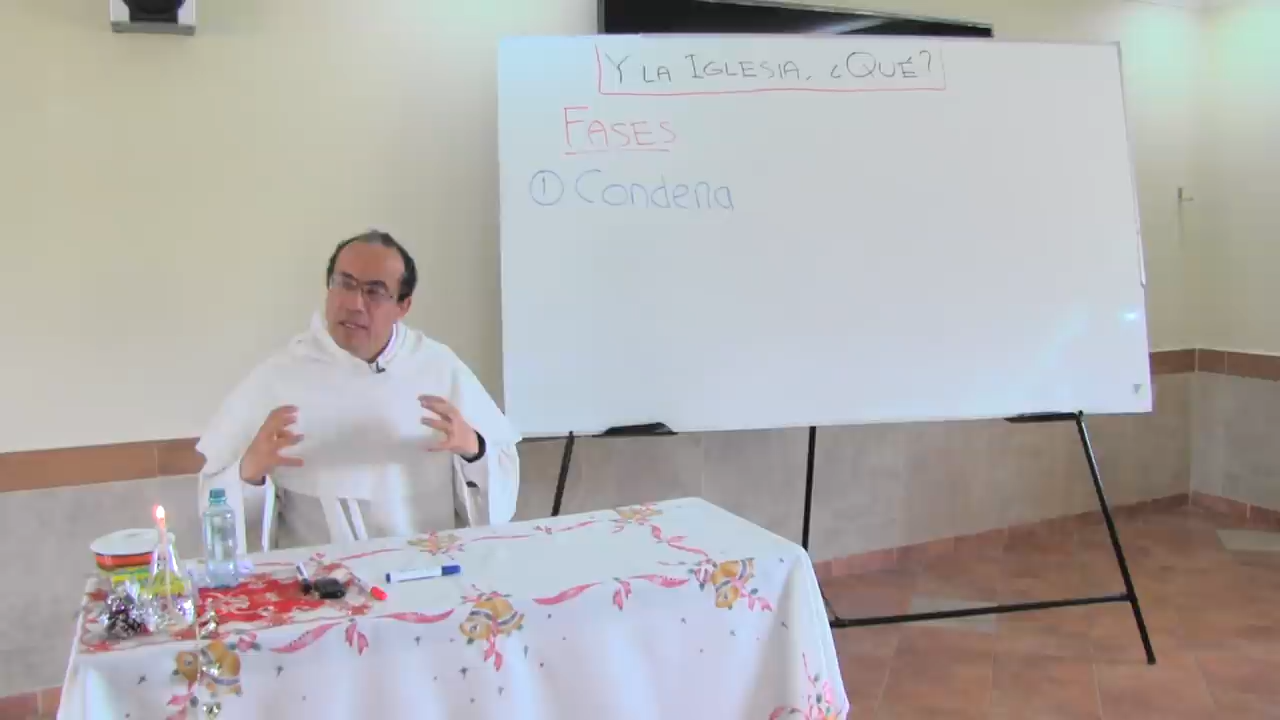 Y LA IGLESIA, ¿QUÉ?
FASES
① Condena